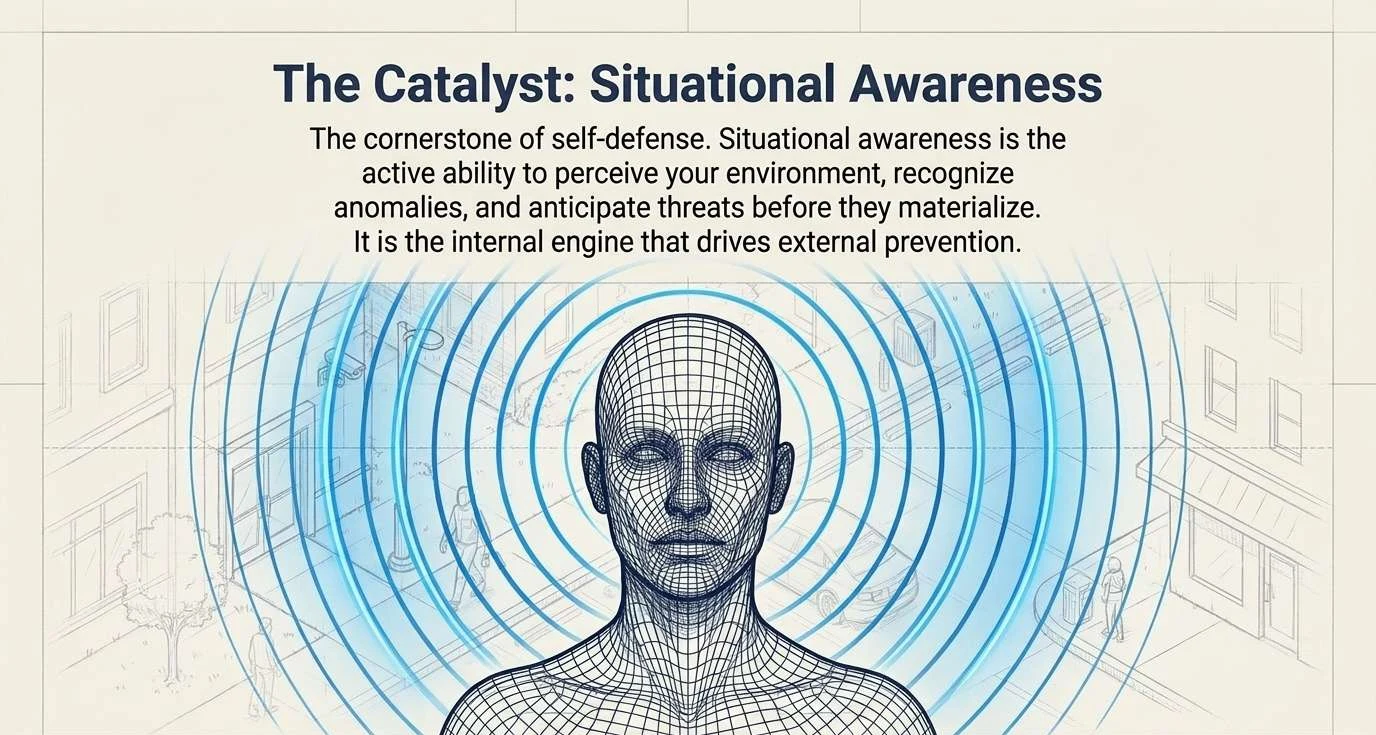 The Catalyst: Situational Awareness
The cornerstone of self-defense. Situational awareness is the
active ability to perceive your environment, recognize
anomalies, and anticipate threats before they materialize.
It is the internal engine that drives external prevention.